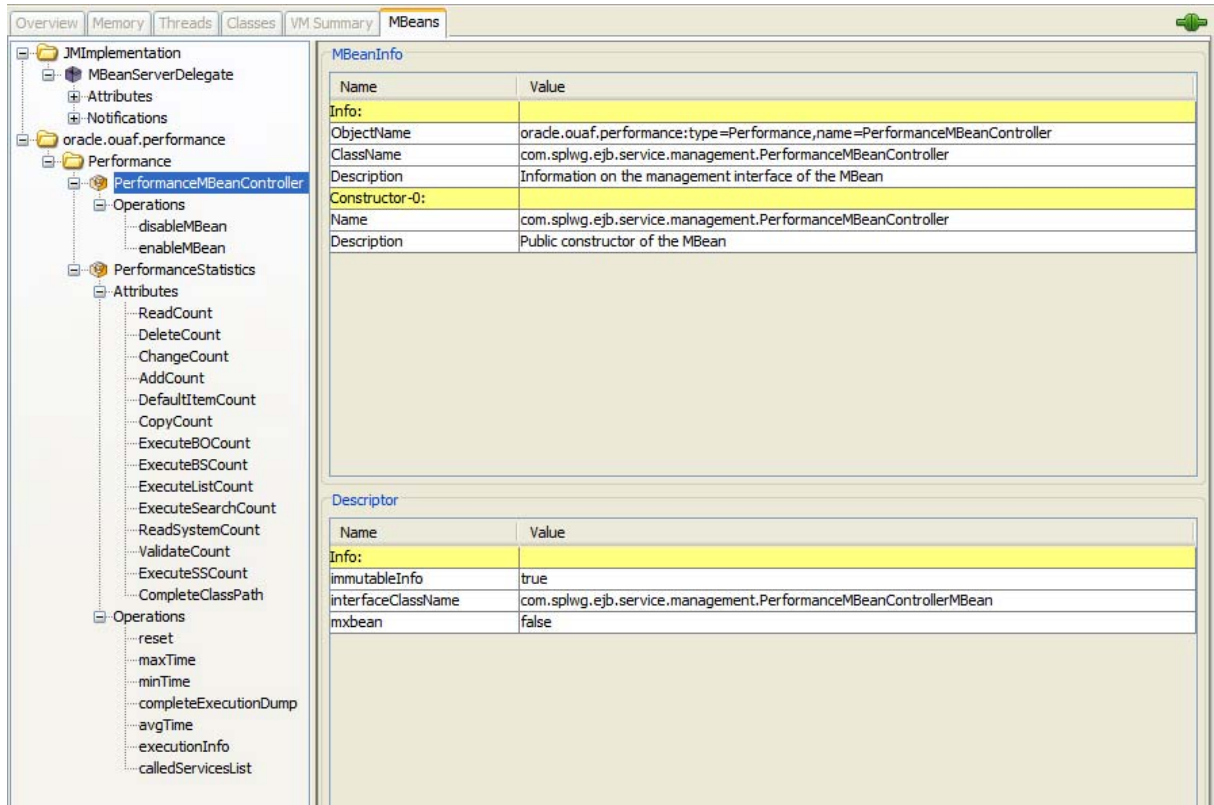 Overview Memory Threads Classes VM Summary MBeans
JMImplementation
MBeanServerDelegate
Attributes
Notifications
oracle.ouaf.performance
Performance
PerformanceMBeanController
Operations
disableMBean
enableMBean
PerformanceStatistics
Attributes
ReadCount
DeleteCount
ChangeCount
AddCount
DefaultItemCount
CopyCount
ExecuteBOCount
ExecuteBSCount
ExecuteListCount
ExecuteSearchCount
ReadSystemCount
ValidateCount
ExecuteSSCount
CompleteClassPath
Operations
reset
maxTime
minTime
completeExecutionDump
avgTime
executionInfo
calledServicesList
MBeanInfo
Name Value
Info:
ObjectName oracle.ouaf.performance:type=Performance,name=PerformanceMBeanController
ClassName com.splwg.ejb.service.management.PerformanceMBeanController
Description Information on the management interface of the MBean
Constructor-0:
Name com.splwg.ejb.service.management.PerformanceMBeanController
Description Public constructor of the MBean
Descriptor
Name Value
Info:
immutableInfo true
interfaceClassName com.splwg.ejb.service.management.PerformanceMBeanControllerMBean
mxbean false